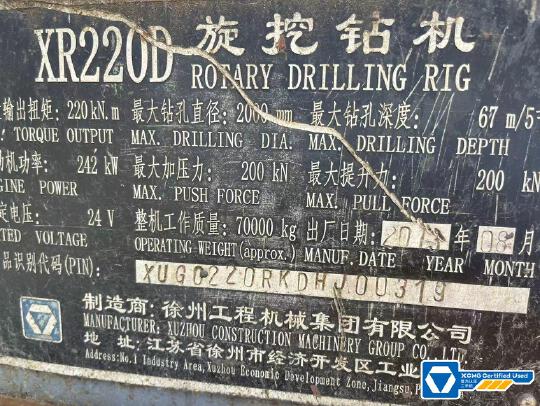 XR220D 旋挖钻机
ROTARY DRILLING RIG
输出扭矩: 220kN.m 最大钻孔直径: 2000 mm 最大钻孔深度: 67 m/5
TORQUE OUTPUT MAX. DRILLING DIA. MAX. DRILLING DEPTH
机功率: 242 kW 最大加压力: 200 kN 最大提升力: 200 kN
POWER MAX. PUSH FORCE MAX. PULL FORCE
电压: 24 V 整机工作质量: 70000 kg 出厂日期: 年 08 月
VOLTAGE OPERATING WEIGHT(approx.) MANUF. DATE YEAR MONTH
品识别代码(PIN): XUG0220RKDHJ00319
制造商: 徐州工程机械集团有限公司
MANUFACTURER: XUZHOU CONSTRUCTION MACHINERY GROUP CO., LTD.
地 址: 江苏省徐州市经济开发区工业
Address:No.1 Industry Area,Xuzhou Economic Development Zone,Jiangsu,
XCMG Certified Used